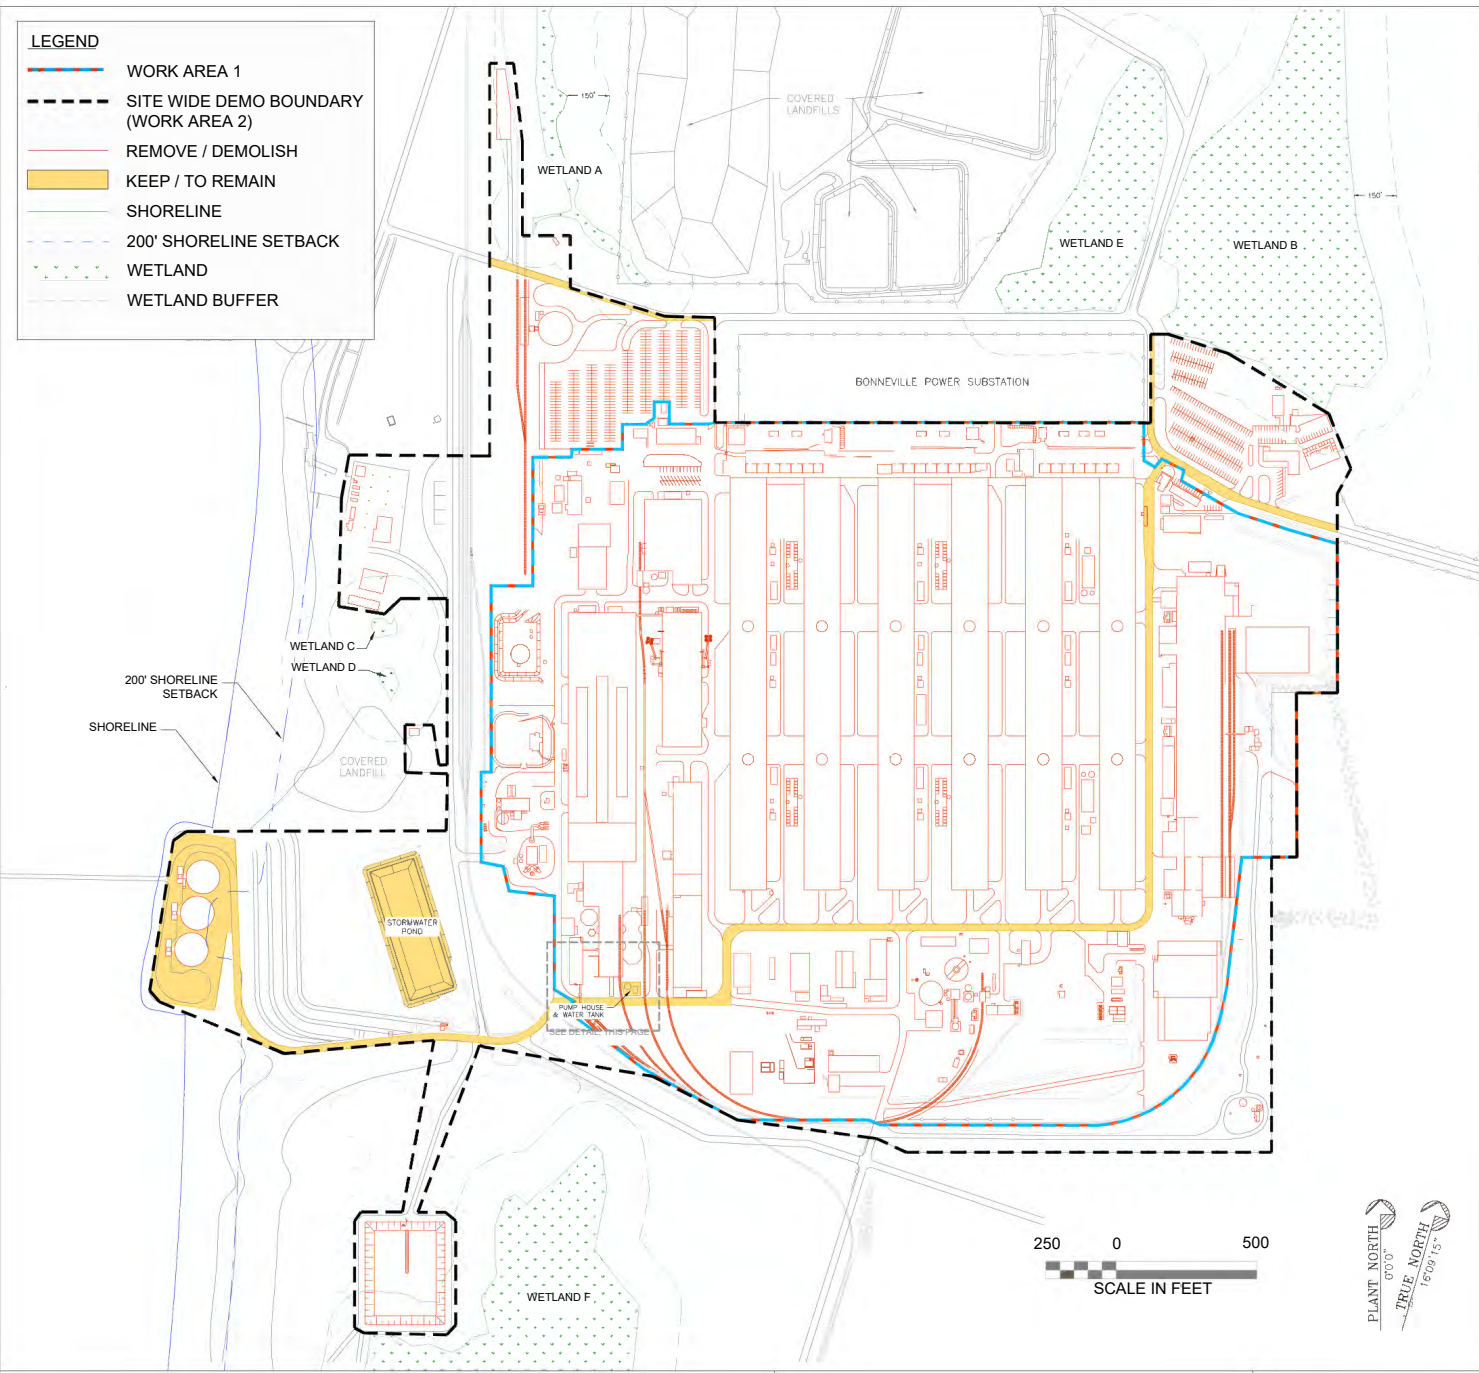 LEGEND
WORK AREA 1
SITE WIDE DEMO BOUNDARY
(WORK AREA 2)
REMOVE / DEMOLISH
KEEP / TO REMAIN
SHORELINE
200' SHORELINE SETBACK
WETLAND
WETLAND BUFFER
150'
COVERED
LANDFILLS
WETLAND A
150'
WETLAND E
WETLAND B
BONNEVILLE POWER SUBSTATION
WETLAND C
WETLAND D
200' SHORELINE
SETBACK
SHORELINE
COVERED
LANDFILL
STORMWATER
POND
PUMP HOUSE
& WATER TANK
SEE DETAIL, THIS PAGE
WETLAND F
250 0 500
SCALE IN FEET
PLANT NORTH
0°0'0"
TRUE NORTH
16°09'15"